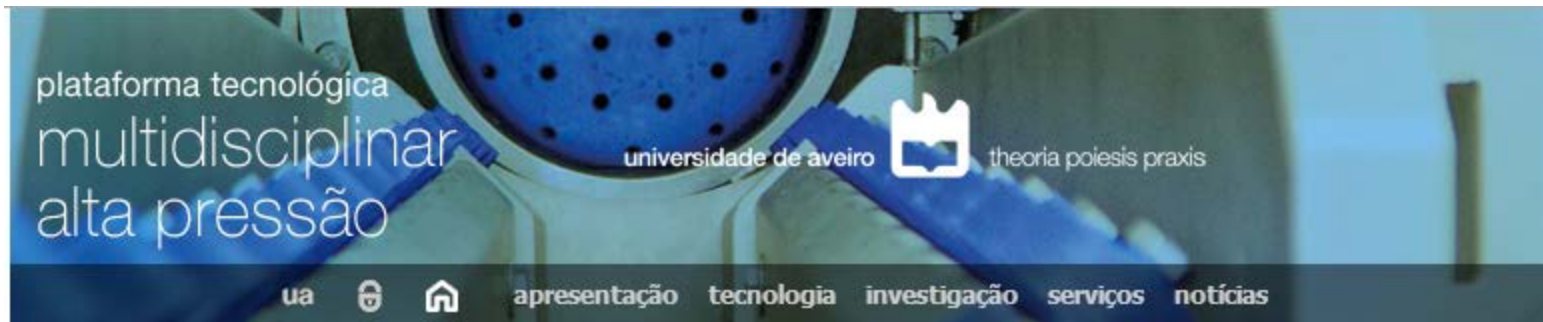 plataforma tecnológica
multidisciplinar
alta pressão
universidade de aveiro theoria poiesis praxis
ua apresentação tecnologia investigação serviços notícias